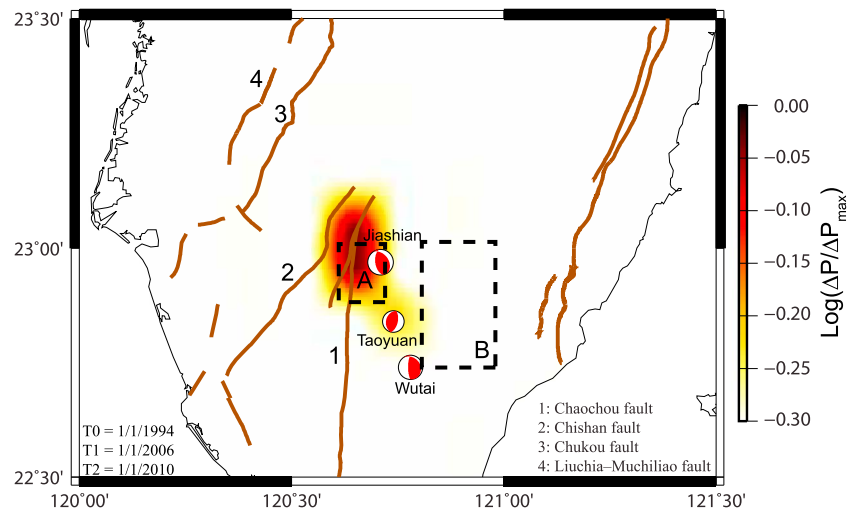 23˚30'
23˚00'
22˚30'
120˚00'
120˚30'
121˚00'
121˚30'
4
3
2
1
Jiashian
A
Taoyuan
B
Wutai
T0 = 1/1/1994
T1 = 1/1/2006
T2 = 1/1/2010
1: Chaochou fault
2: Chishan fault
3: Chukou fault
4: Liuchia–Muchiliao fault
0.00
−0.05
−0.10
−0.15
−0.20
−0.25
−0.30
Log(ΔP/ΔPmax)